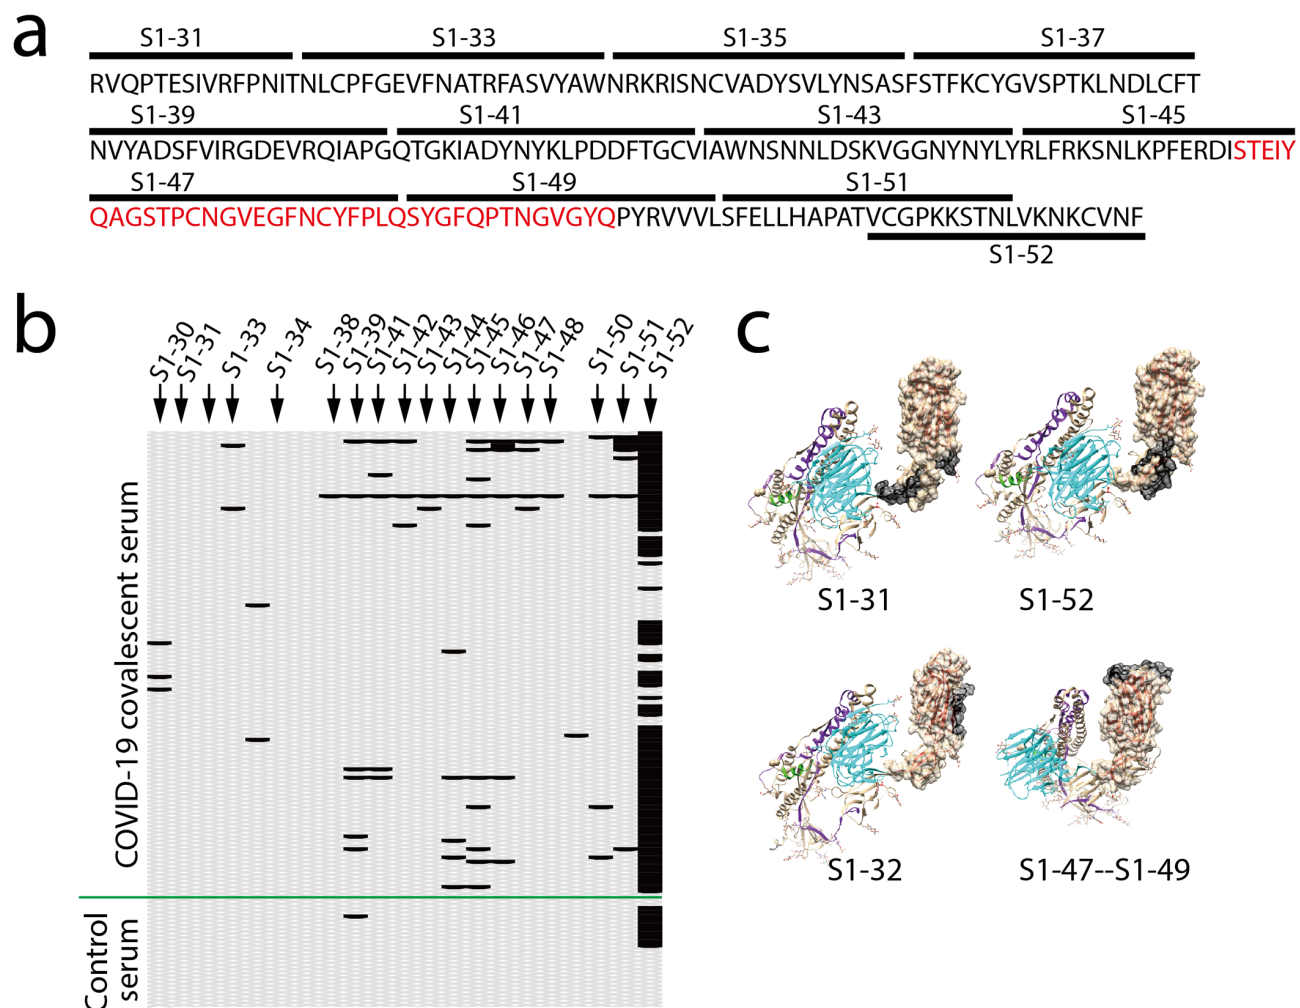 a
S1-31 S1-33 S1-35 S1-37
RVQPTESIVRFPNITNLCPFGEVFNATRFASVYAWNRKRISNCVADYSVLYNSASFSTFKCYGVSPTKLNDLCFT
S1-39 S1-41 S1-43 S1-45
NVYADSFVIRGDEVRQIAPGQTGKIADYNYKLPDDFTGCVIAWNSNNLDSKVGGNYNYLYRLFRKSNLKPFERDISTEIY
S1-47 S1-49 S1-51
QAGSTPCNGVEGFNCYFPLQSYGFQPTNGVGYQPYRVVVLSFELLHAPATVCGPKKSTNLVKNKCVNF
S1-52
b
S1-30 S1-31 S1-33 S1-34 S1-38 S1-39 S1-41 S1-42 S1-43 S1-44 S1-45 S1-46 S1-47 S1-48 S1-50 S1-51 S1-52
COVID-19 covalescent serum
Control
serum
c
S1-31 S1-52
S1-32 S1-47--S1-49